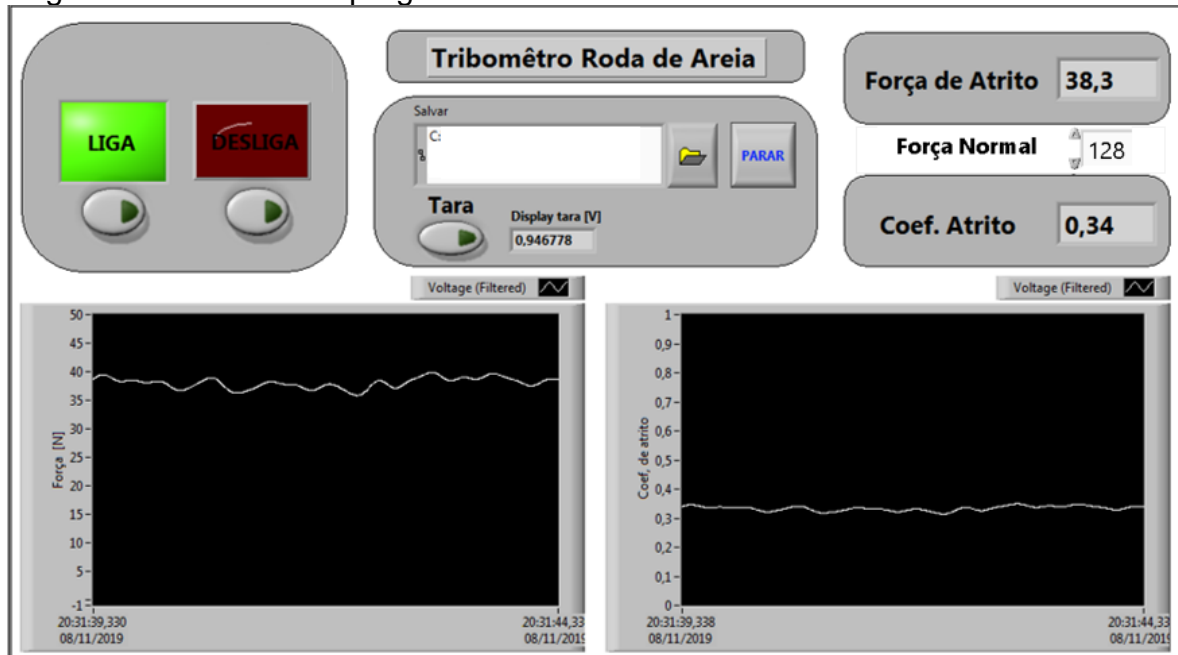 LIGA
DESLIGA
Tribomêtro Roda de Areia
Salvar
C:
PARAR
Tara
Display tara [V]
0,946778
Força de Atrito 38,3
Força Normal 128
Coef. Atrito 0,34
Voltage (Filtered)
50
45
40
35
30
25
20
15
10
5
-1
Força [N]
20:31:39,330
08/11/2019
20:31:44,33
08/11/2019
Voltage (Filtered)
1
0,9
0,8
0,7
0,6
0,5
0,4
0,3
0,2
0,1
0
Coef, de atrito
20:31:39,338
08/11/2019
20:31:44,33
08/11/2019